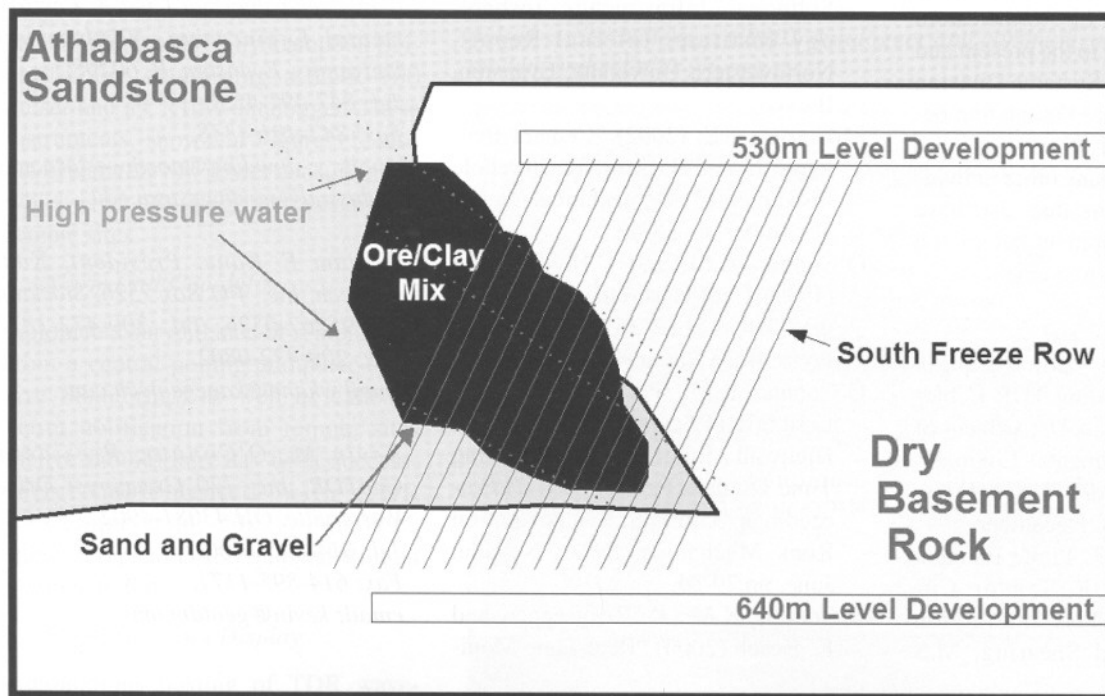 Athabasca
Sandstone
530m Level Development
High pressure water
Ore/Clay
Mix
South Freeze Row
Dry
Basement
Rock
Sand and Gravel
640m Level Development